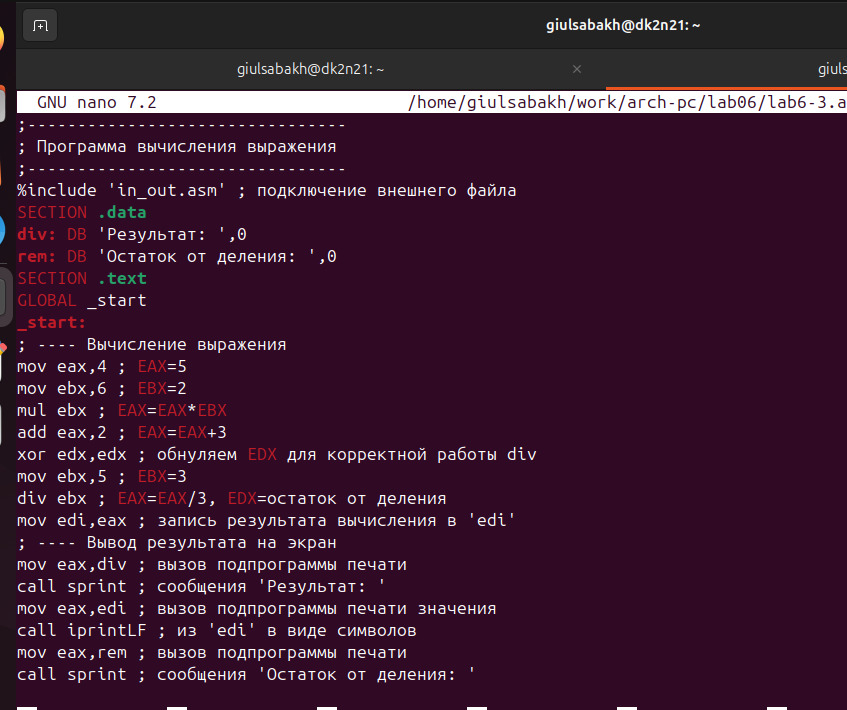 giulsabakh@dk2n21: ~
giulsabakh@dk2n21: ~ × giuls
GNU nano 7.2 /home/giulsabakh/work/arch-pc/lab06/lab6-3.a
;--------------------------------
; Программа вычисления выражения
;--------------------------------
%include 'in_out.asm' ; подключение внешнего файла
SECTION .data
div: DB 'Результат: ',0
rem: DB 'Остаток от деления: ',0
SECTION .text
GLOBAL _start
_start:
; ---- Вычисление выражения
mov eax,4 ; EAX=5
mov ebx,6 ; EBX=2
mul ebx ; EAX=EAX*EBX
add eax,2 ; EAX=EAX+3
xor edx,edx ; обнуляем EDX для корректной работы div
mov ebx,5 ; EBX=3
div ebx ; EAX=EAX/3, EDX=остаток от деления
mov edi,eax ; запись результата вычисления в 'edi'
; ---- Вывод результата на экран
mov eax,div ; вызов подпрограммы печати
call sprint ; сообщения 'Результат: '
mov eax,edi ; вызов подпрограммы печати значения
call iprintLF ; из 'edi' в виде символов
mov eax,rem ; вызов подпрограммы печати
call sprint ; сообщения 'Остаток от деления: '